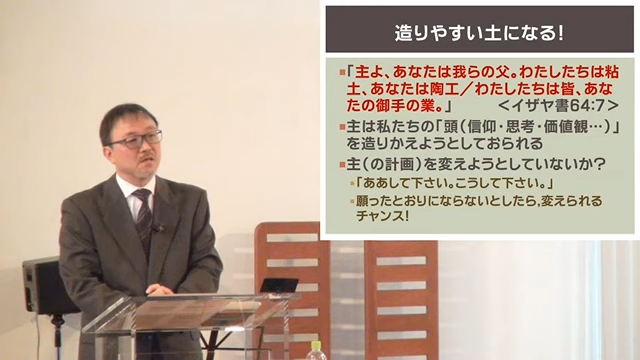 造りやすい土になる!
「主よ、あなたは我らの父。わたしたちは粘
土、あなたは陶工／わたしたちは皆、あな
たの御手の業。」 ＜イザヤ書64:7＞
主は私たちの「頭(信仰・思考・価値観…)」
を造りかえようとしておられる
主(の計画)を変えようとしていないか?
「ああして下さい。こうして下さい。」
願ったとおりにならないとしたら,変えられる
チャンス!